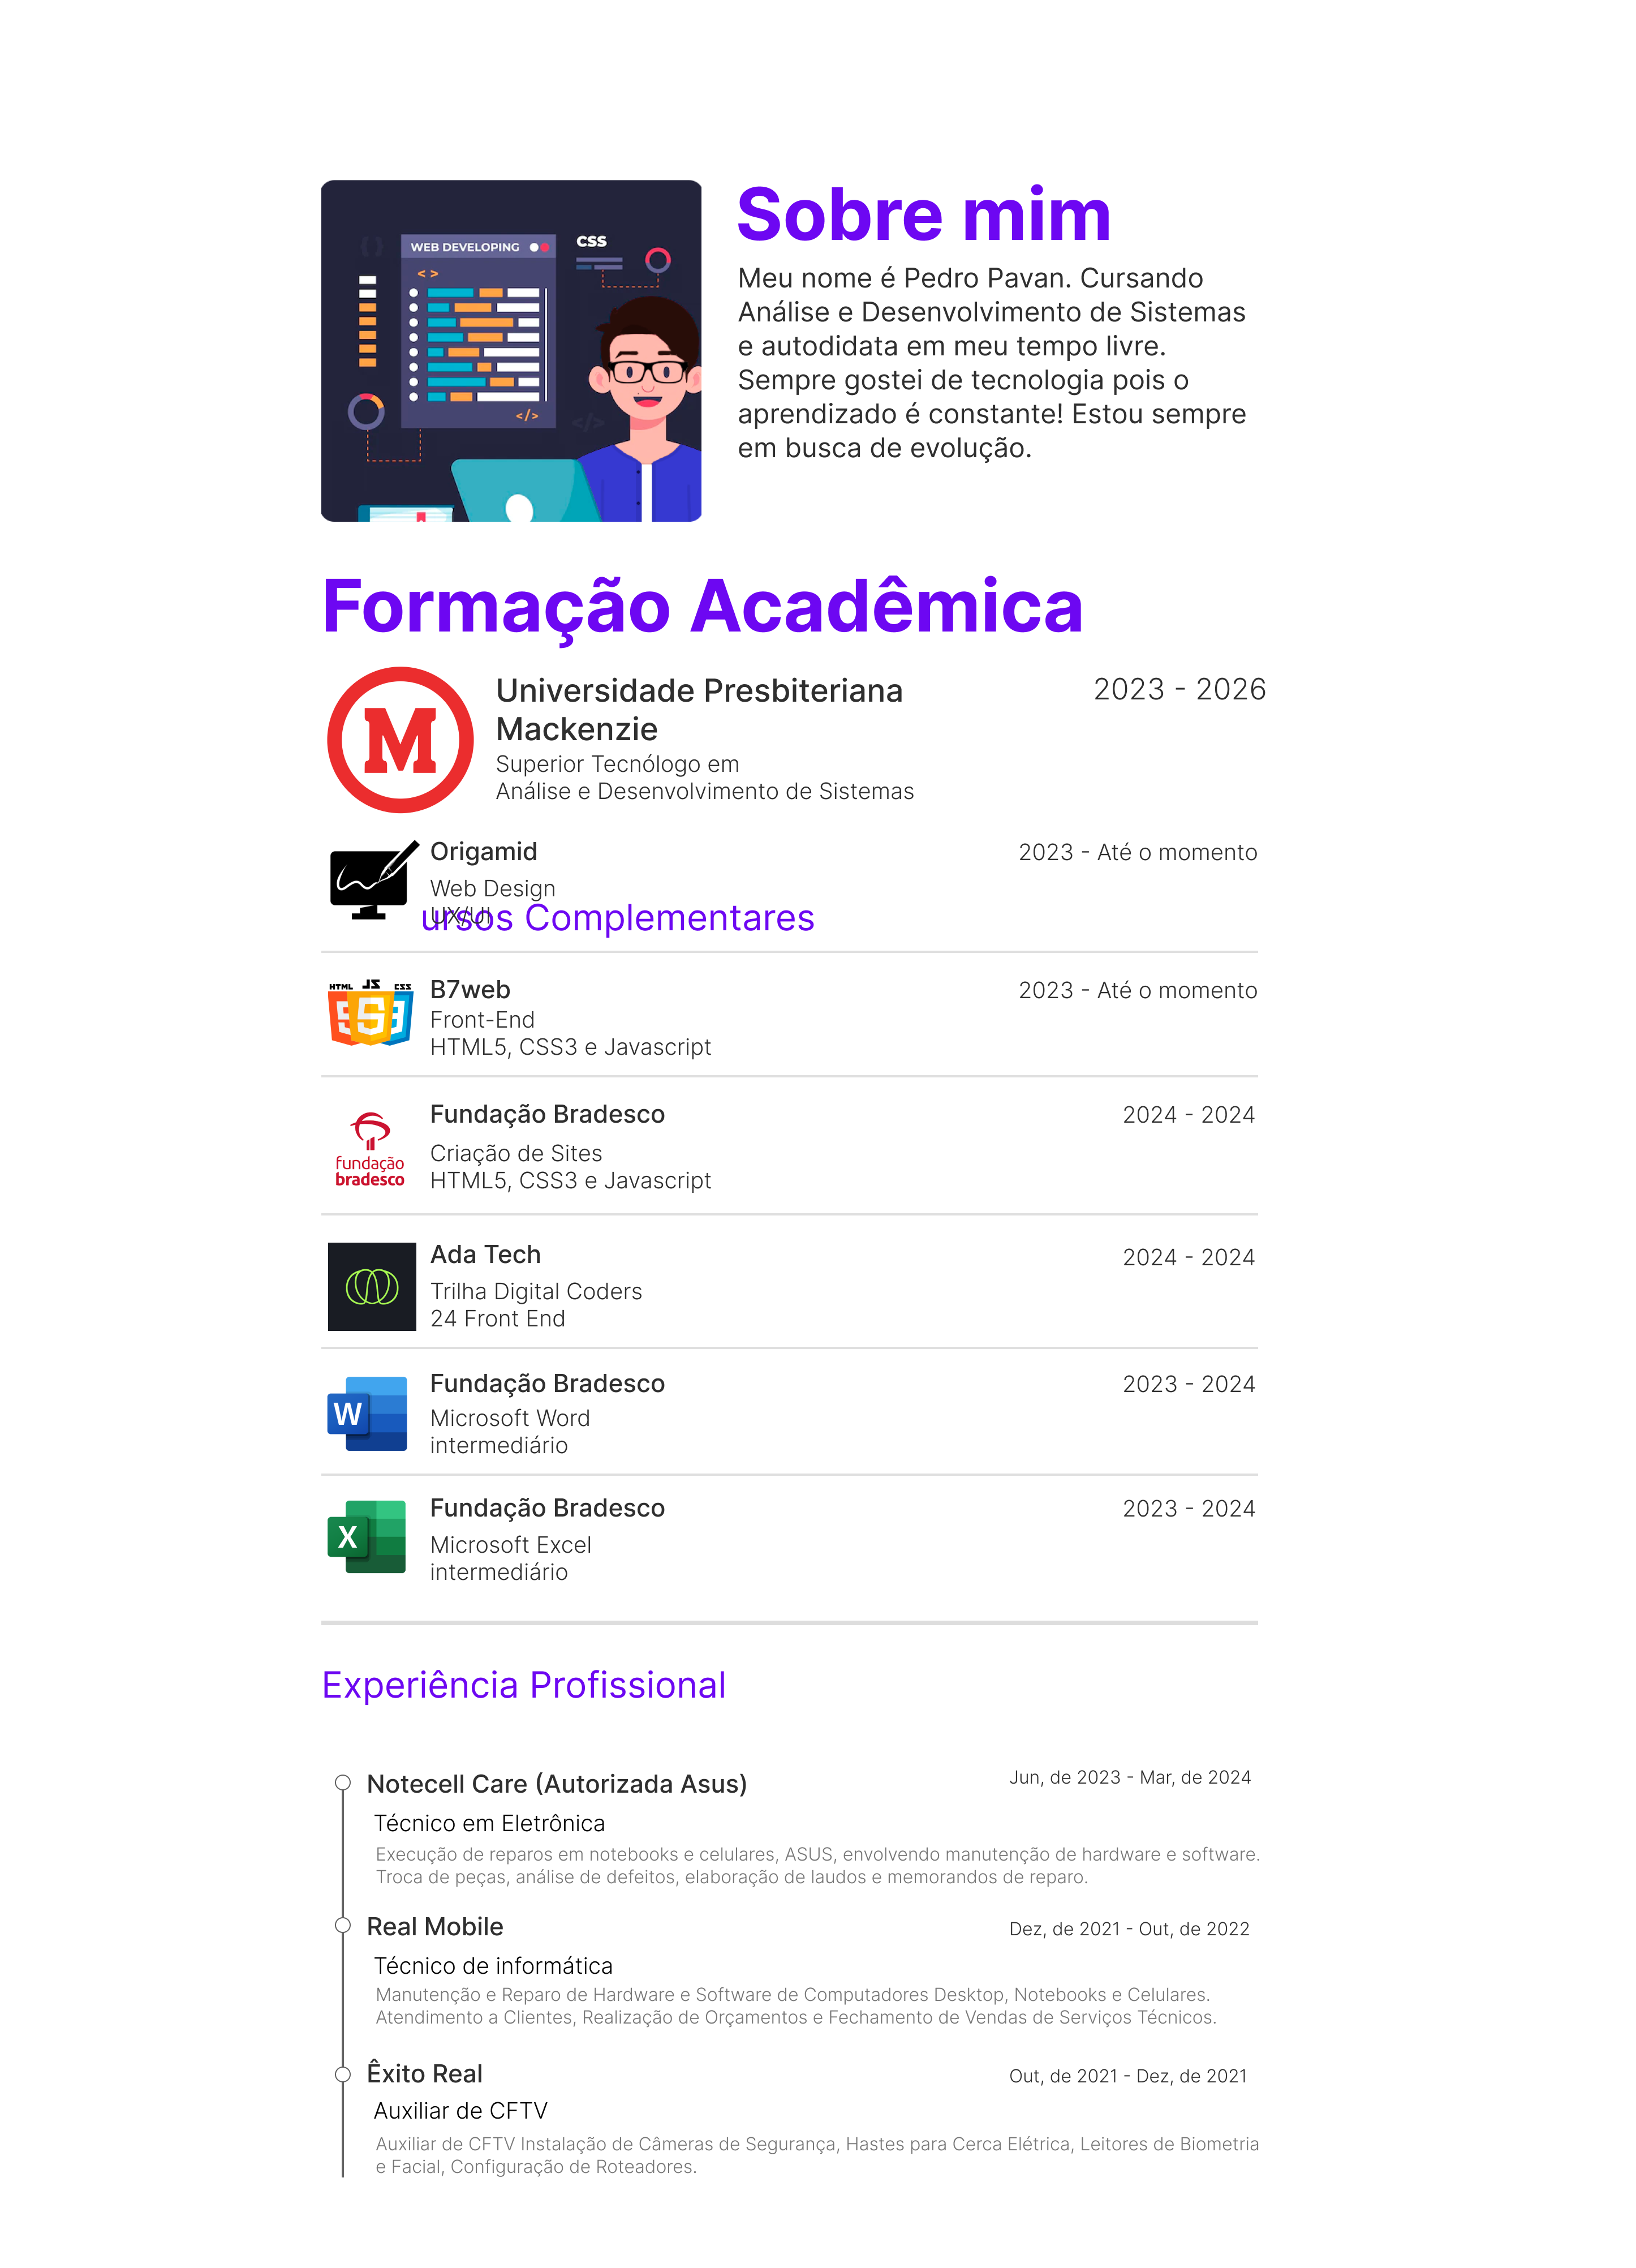 WEB DEVELOPING
CSS
< >
</>
Sobre mim
Meu nome é Pedro Pavan. Cursando
Análise e Desenvolvimento de Sistemas
e autodidata em meu tempo livre.
Sempre gostei de tecnologia pois o
aprendizado é constante! Estou sempre
em busca de evolução.
Formação Acadêmica
M
Universidade Presbiteriana
Mackenzie
2023 - 2026
Superior Tecnólogo em
Análise e Desenvolvimento de Sistemas
Origamid
2023 - Até o momento
Web Design
UX/UI
ursos Complementares
HTML JS CSS
5 S 3
B7web
2023 - Até o momento
Front-End
HTML5, CSS3 e Javascript
fundação
bradesco
Fundação Bradesco
2024 - 2024
Criação de Sites
HTML5, CSS3 e Javascript
Ada Tech
2024 - 2024
Trilha Digital Coders
24 Front End
W
Fundação Bradesco
2023 - 2024
Microsoft Word
intermediário
X
Fundação Bradesco
2023 - 2024
Microsoft Excel
intermediário
Experiência Profissional
Notecell Care (Autorizada Asus)
Jun, de 2023 - Mar, de 2024
Técnico em Eletrônica
Execução de reparos em notebooks e celulares, ASUS, envolvendo manutenção de hardware e software.
Troca de peças, análise de defeitos, elaboração de laudos e memorandos de reparo.
Real Mobile
Dez, de 2021 - Out, de 2022
Técnico de informática
Manutenção e Reparo de Hardware e Software de Computadores Desktop, Notebooks e Celulares.
Atendimento a Clientes, Realização de Orçamentos e Fechamento de Vendas de Serviços Técnicos.
Êxito Real
Out, de 2021 - Dez, de 2021
Auxiliar de CFTV
Auxiliar de CFTV Instalação de Câmeras de Segurança, Hastes para Cerca Elétrica, Leitores de Biometria
e Facial, Configuração de Roteadores.